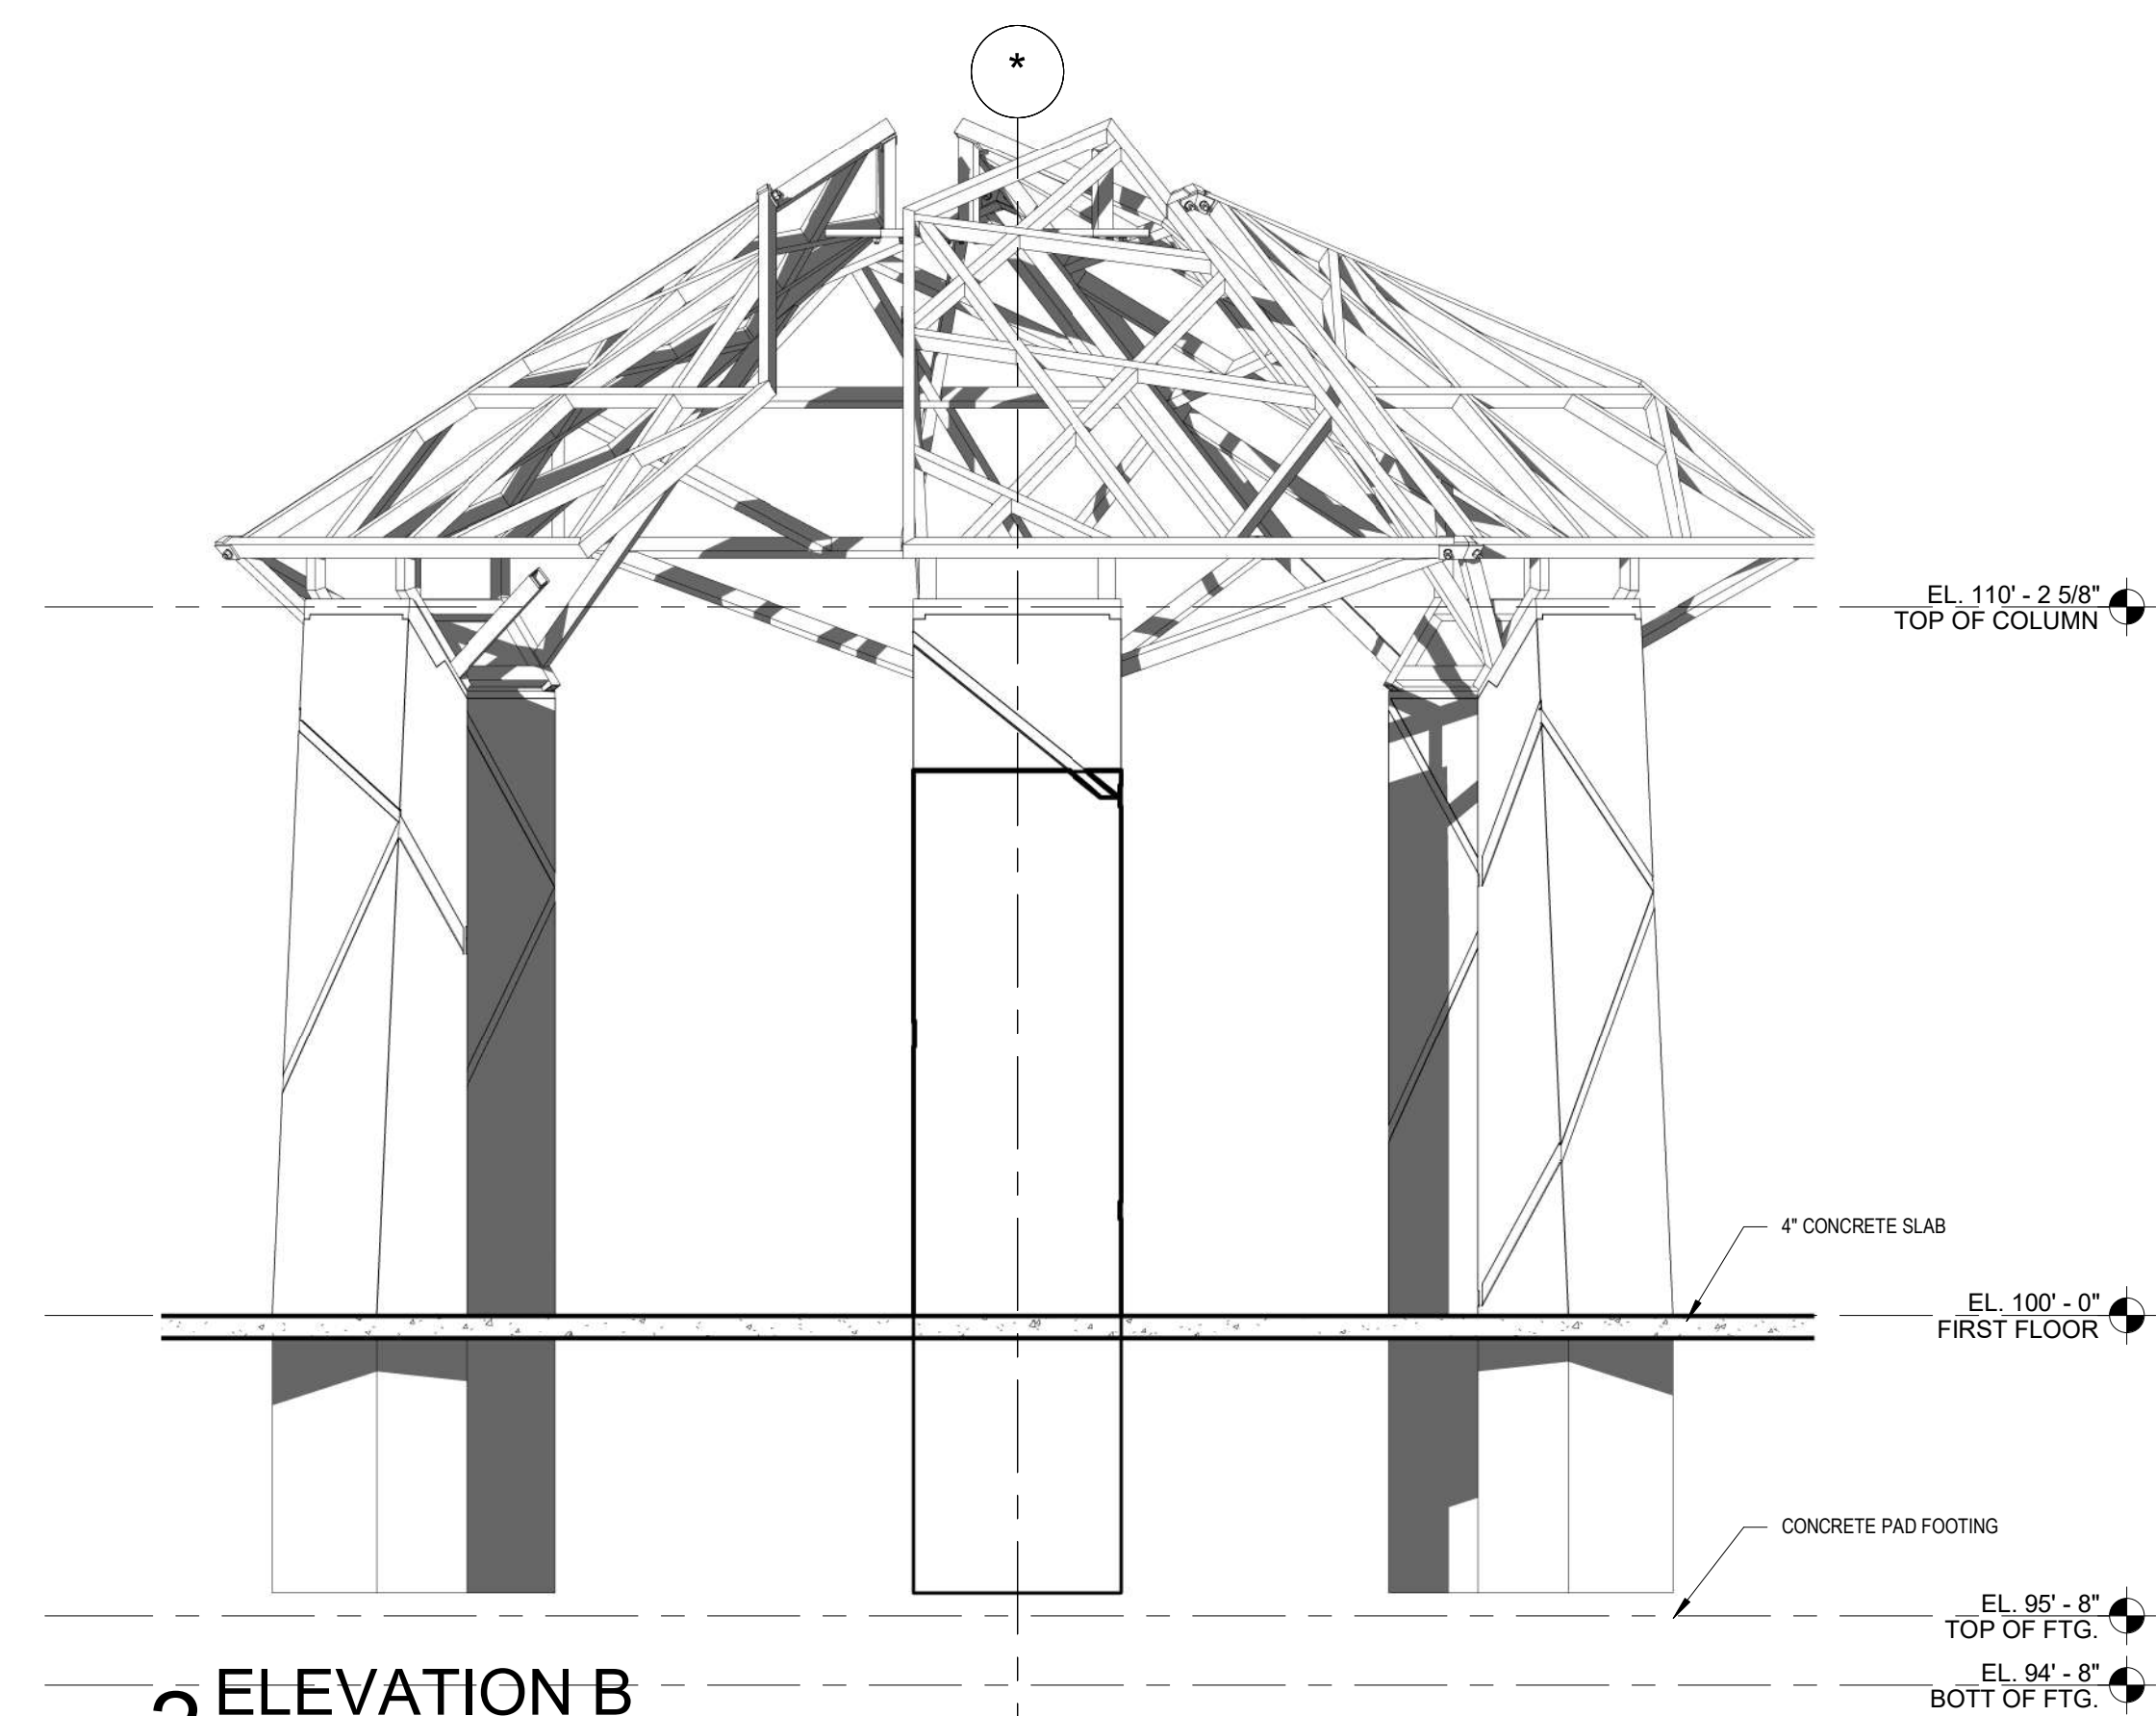 *
EL. 110' - 2 5/8"
TOP OF COLUMN
4" CONCRETE SLAB
EL. 100' - 0"
FIRST FLOOR
CONCRETE PAD FOOTING
EL. 95' - 8"
TOP OF FTG.
EL. 94' - 8"
BOTT OF FTG.
ELEVATION B